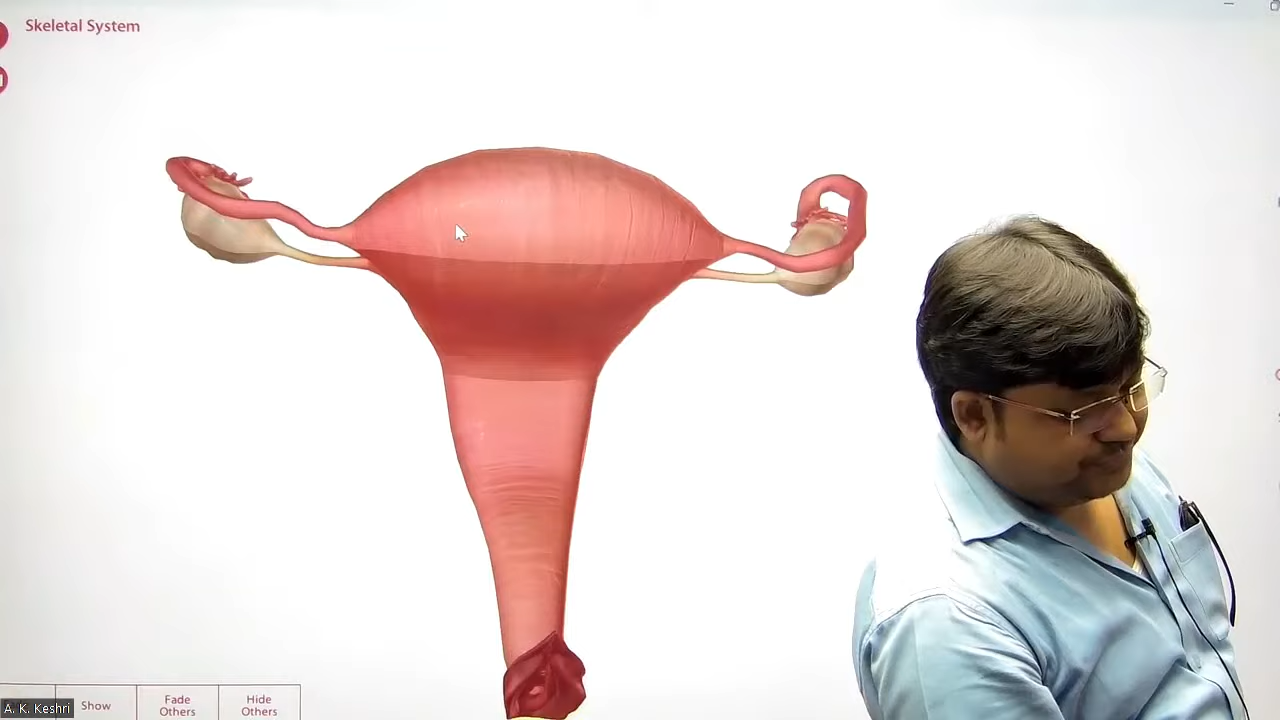 Skeletal System
Show
Fade
Others
Hide
Others
A. K. Keshri